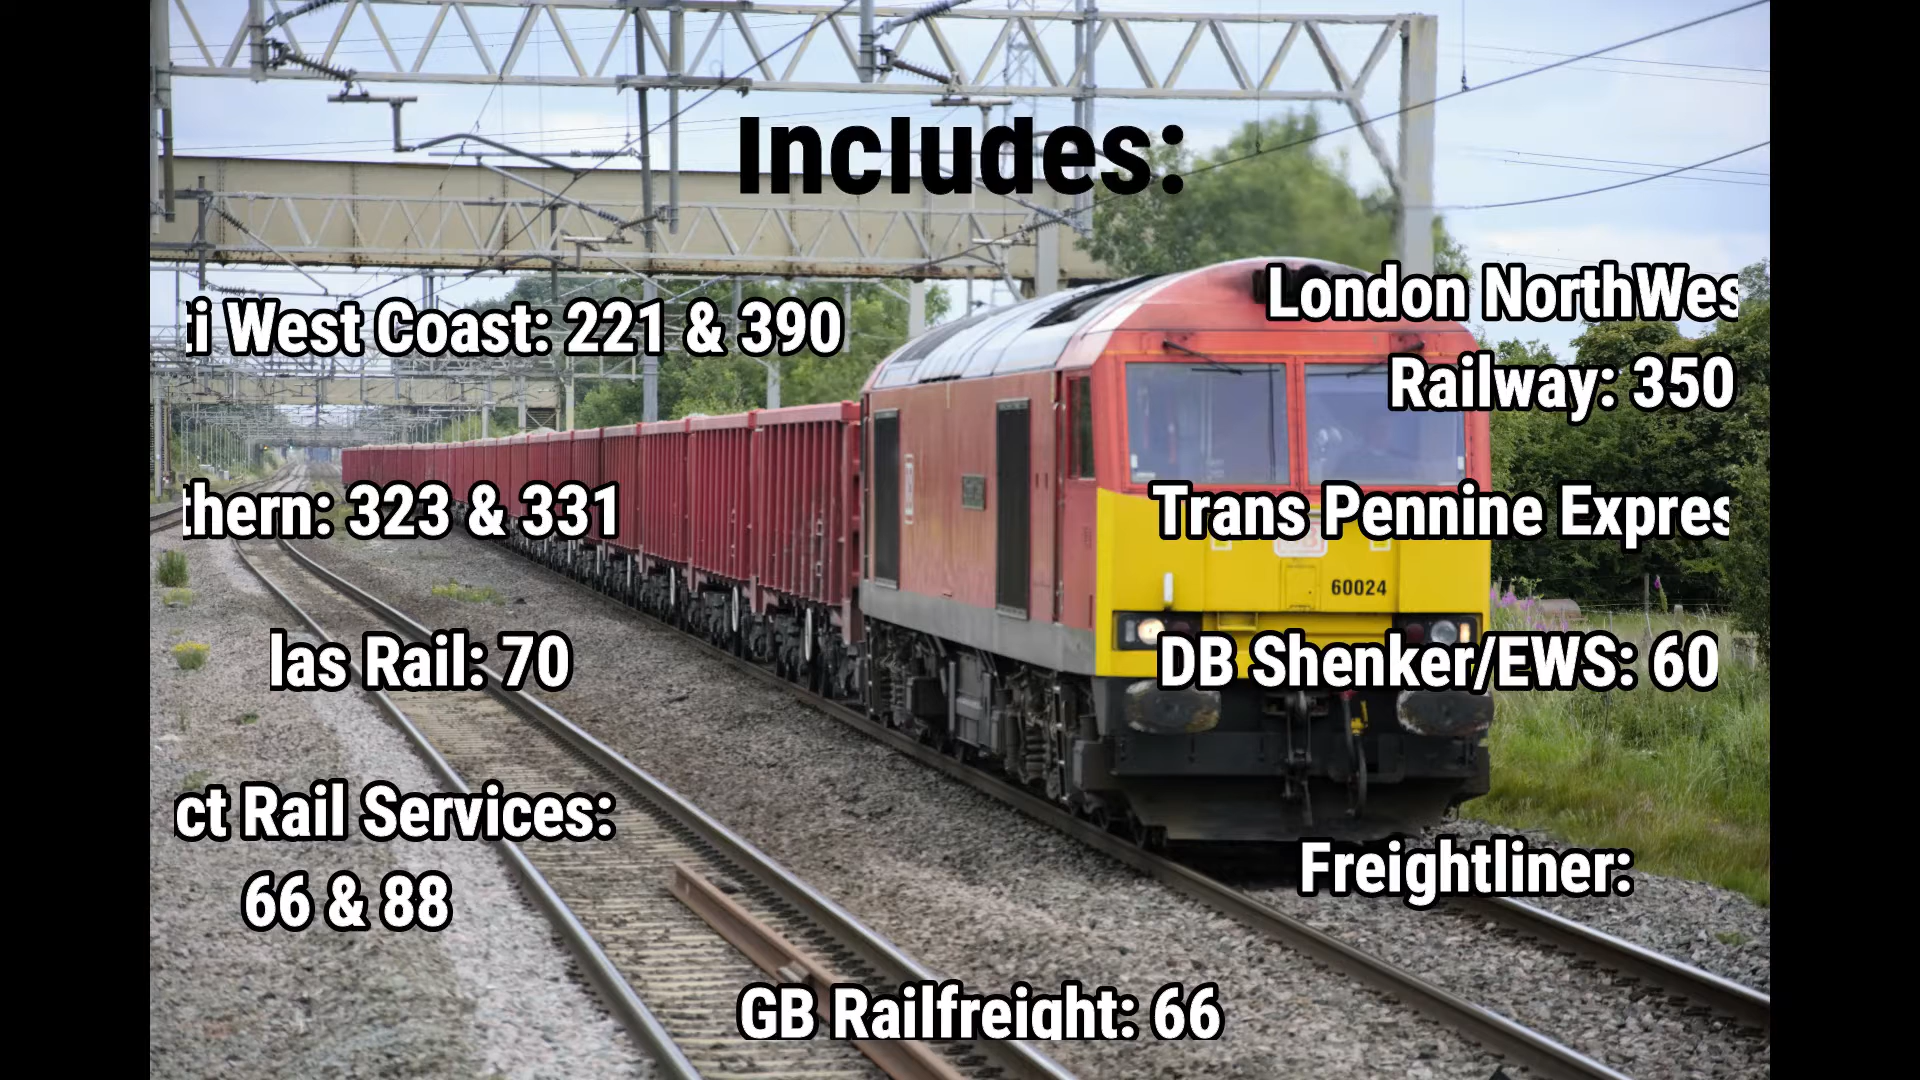 Includes:
ti West Coast: 221 & 390
London NorthWes
Railway: 350
thern: 323 & 331
Trans Pennine Expres
60024
las Rail: 70
DB Shenker/EWS: 60
ct Rail Services:
66 & 88
Freightliner:
GB Railfreight: 66